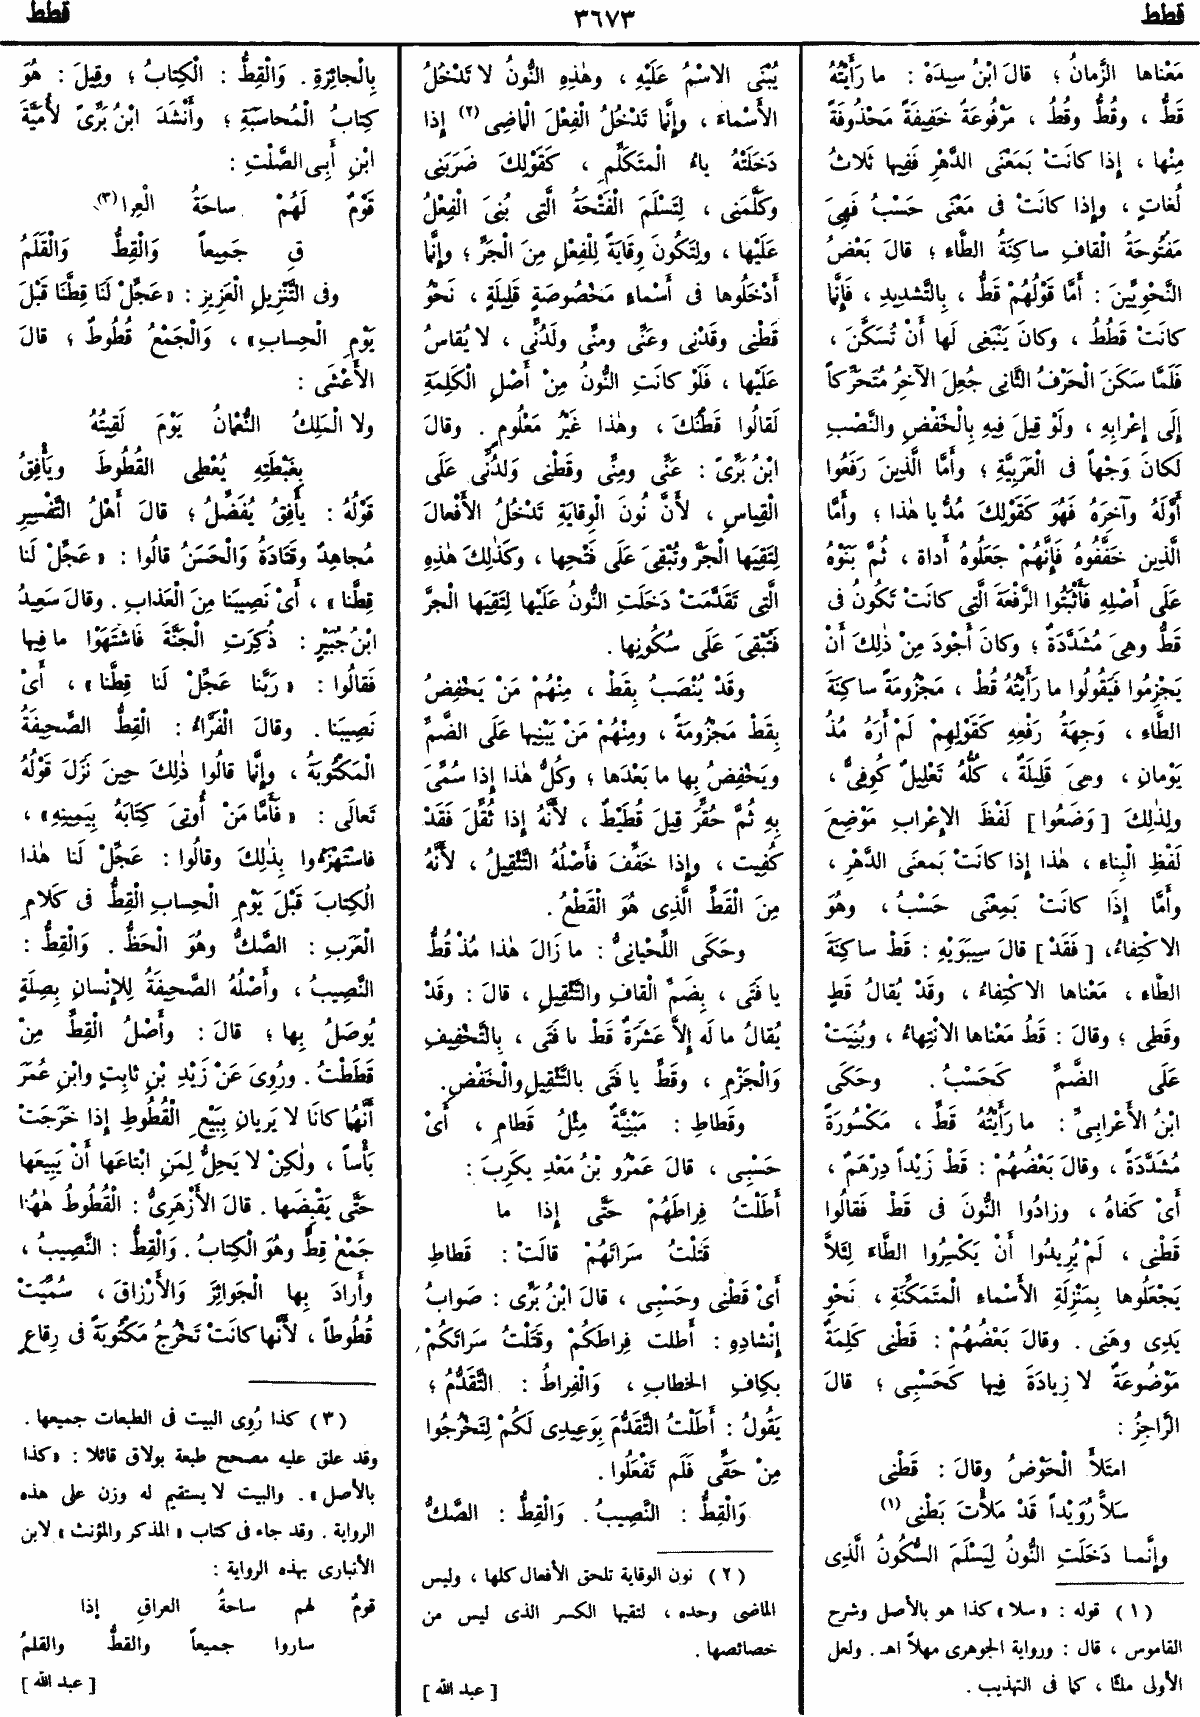 قطط
٣٦٧٣
قطط
مَعْناها الزَّمانُ ؛ قالَ ابْنُ سِيدَهْ : ما رَأَيْتُهُ
قَطُّ ، وقُطُّ وقُطُ ، مَرْفُوعَةً خَفِيفَةً مَحْذُوفَةً
مِنْها ، إِذا كانَتْ بَمَعْنَى الدَّهْرِ فَفِيها ثَلاثُ
لُغاتٍ ، وإِذا كانَتْ فى مَعْنَى حَسْبُ فَهِىَ
مَفْتُوحَةُ الْقافِ ساكِنَةُ الطَّاء ؛ قالَ بَعْضُ
النَّحْوِيِّينَ : أَمَّا قَوْلُهُمْ قَطُّ ، بِالتَّشْدِيدِ ، فَإِنَّما
كانَتْ قَطُطُ ، وكانَ يَنْبَغِى لَها أَنْ تُسَكَّنَ ،
فَلَمَّا سَكَنَ الْحَرْفُ الثَّانِى جُعِلَ الآخِرُ مُتَحَرِّكاً
إِلَى إِعْرابِهِ ، ولَوْ قِيلَ فِيهِ بِالْخَفْضِ والنَّصْبِ
لَكانَ وَجْهاً فى الْعَرَبِيَّةِ ؛ وأَمَّا الَّذِينَ رَفَعُوا
أَوَّلَهُ وآخِرَهُ فَهُوَ كَقَوْلِكَ مُدُّ يا هٰذا ؛ وأَمَّا
الَّذِين خَفَّفُوهُ فَإِنَّهُمْ جَعَلُوهُ أَداة ، ثُمَّ بَنَوْهُ
عَلَى أَصْلِهِ فَأَثْبَتُوا الرَّفْعَةَ الَّتِى كانَتْ تَكُونُ فى
قَطُّ وهِىَ مُشَدَّدَةٌ ؛ وكانَ أَجْودَ مِنْ ذٰلِكَ أَنْ
يَجْزِمُوا فَيَقُولُوا ما رَأَيْتُهُ قُطْ ، مَجْزُومَةً ساكِنَةَ
الطَّاءِ ، وَجِهَةُ رَفْعِهِ كَقَوْلِهِمْ لَمْ أَرَهُ مُذُ
يَوْمانِ ، وهِىَ قَلِيلَةٌ ، كُلُّهُ تَعْلِيلٌ كُوفِىٌّ ،
ولِذٰلِكَ [ وَضَعُوا ] لَفْظَ الإِعْرابِ مَوْضِعَ
لَفْظِ الْبِناءِ ، هٰذا إِذا كانَتْ بَمعنَى الدَّهْرِ ،
وأَمَّا إِذَا كانَتْ بَمِعْنَى حَسْبُ ، وهُوَ
الاكْتِفاءُ ، [ فَقَدْ ] قالَ سِيبَوَيْهِ : قَطْ ساكِنَةَ
الطَّاءِ ، مَعْناها الاكْتِفاءُ ، وقَدْ يُقالُ قَطٍ
وقَطِى ؛ وقالَ : قَطُ مَعْناها الانْتِهاءُ ، وبُنِيَتْ
عَلَى الضَّمِّ كَحَسْبُ . وحَكَى
ابْنُ الأَعْرابِىِّ : ما رَأَيْتُهُ قَطِّ ، مَكْسُورَةً
مُشَدَّدَةً ، وقالَ بَعْضُهُمْ : قَطْ زَيْداً دِرْهَمٌ ،
أَىْ كَفاهُ ، وزادُوا النُّونَ فى قَطْ فَقالُوا
قَطْنِى ، لَمْ يُرِيدُوا أَنْ يَكْسِرُوا الطَّاءَ لِئَلاَّ
يَجْعَلُوها بِمَنْزِلَةِ الأَسْماءِ الْمتَمَكِّنَةِ ، نَحْوِ
يَدِى وهَنِى . وقالَ بَعْضُهُمْ : قَطْنِى كَلِمَةٌ
مَوْضُوعَةٌ لا زِيادَةَ فِيها كَحَسْبِى ؛ قالَ
الرَّاجِزُ :
امتَلأَ الْحَوْضُ وقالَ : قَطْنِى
سَلاًّ رُوَيْداً قَدْ مَلأْتَ بَطْنِى (١)
وإِنَّما دَخَلَتِ النُّونُ لِيَسْلَمَ السُّكُونُ الَّذِى
( ١ ) قوله : « سلا » كذا هو بالأصل وشرح
القاموس ، قال : ورواية الجوهرى مهلاً اهـ . ولعل
الأولى ملئا ، كما فى التهذيب .
يُبْنَى الاسْمُ عَلَيْهِ ، وهٰذِهِ النُّونُ لا تَدْخُلُ
الأَسْماء ، وإِنَّما تَدْخُلُ الْفِعْلَ الْماضِى (٢) إِذا
دَخَلَتْهُ ياءُ الْمتَكَلِّمِ ، كَقَوْلِكَ ضَرَبَنِى
وكَلَّمَنِى ، لِتَسْلَمَ الْفَتْحَةُ الَّتِى بُنِىَ الْفِعْلُ
عَلَيْها ، ولِتَكُونَ وِقايَةً لِلْفِعْلِ مِنَ الْجَرِّ ؛ وإِنَّما
أَدْخَلُوها فى أَسْماءٍ مَخْصُوصَةٍ قَلِيلَةٍ ، نَحْوُ
قَطْنِى وقَدْنِى وعَنِّى ومنِّى ولَدُنِّى ، لا يُقاسُ
عَلَيْها ، فَلَوْ كانَتِ النُّونُ مِنْ أَصْلِ الْكَلِمَةِ
لَقالُوا قَطْنُكَ ، وهٰذا غَيْرُ مَعْلُومٍ . وقالَ
ابْنُ بَرِّىّ : عَنِّى ومِنِّى وقَطْنِى وَلدُنِّى عَلَى
الْقِياسِ ، لأَنَّ نُونَ الْوِقايَةِ تَدْخُلُ الأَفْعالَ
لِتَقِيَها الْجَرَّ وتُبْقِىَ عَلَى فَتْحِها ، وكَذٰلِكَ هٰذِهِ
الَّتِى تَقَدَّمَتْ دَخَلَتِ النُّونُ عَلَيْها لِتَقِيَها الْجرَّ
فَتُبْقِىَ عَلَى سُكُونِها .
وقَدْ يُنْصَبُ بِقَطْ ، مِنْهُمْ مَنْ يَخْفِضُ
بِقَطْ مَجْزُومَةً ، ومِنْهُمْ مَنْ يَبْنِيها عَلَى الضَّمِّ
ويَخْفِضُ بِها ما بَعْدَها ؛ وكُلُّ هٰذا إِذا سُمِّىَ
بِهِ ثُمَّ حُقِّرَ قِيلَ قُطَيْطٌ ، لأَنَّهُ إِذا ثُقِّلَ فَقَدْ
كُفِيت ، وإِذا خَفَّفَ فأَصْلُهُ التَّثْقِيلُ ، لأَنَّهُ
مِنَ الْقَطِّ الَّذِى هُوَ الْقَطْعُ .
وحَكَى اللِّحْيانِىُّ : ما زَالَ هٰذا مُذْ قُطُّ
يا فَتَى ، بِضَمِّ الْقافِ والتَّثْقِيلِ ، قالَ : وقَدْ
يُقالُ ما لَه إِلاَّ عَشَرَةٌ قَطْ يا فَتَى ، بِالتَّخْفِيفِ
وَالْجَزْمِ ، وقَطِّ يا فَتَى بالتَّثْقِيلِ والْخَفْضِ .
وقَطاطِ : مَبْنِيَّةٌ مِثْلُ قَطامِ ، أَىْ
حَسْبِى ، قالَ عَمْرُو بْنُ مَعْدِ يكَرِبَ :
أَطَلْتُ فِراطَهُمْ حَتَّى إِذا ما
قَتَلْتُ سَرَاتَهُمْ قالَتْ : قَطاطِ
أَىْ قَطْنِى وحَسْبِى ، قالَ ابْنُ بَرِّى : صَوابُ
إِنْشادِهِ : أَطلت فِراطَكُمْ وقَتَلْتُ سَرَاتَكُمْ ،
بكِافِ الخطابِ ، وَالْفِراطُ : التَّقَدُّمُ ؛
يَقُولُ : أَطَلْتُ التَّقَدُّمَ بِوَعِيدِى لَكُمْ لِتَخْرُجُوا
مِنْ حَقِّى فَلَم تَفْعَلُوا .
وَالْقِطُّ : النَّصِيبُ . وَالْقِطُّ : الصَّكُّ
( ٢ ) نون الوقاية تلحق الأفعال كلها ، وليس
الماضى وحده ، لتقيها الكسر الذى ليس من
خصائصها .
[ عبد الله ]
بِالْجائِزةِ . وَالْقِطُّ : الْكِتابُ ؛ وقِيلَ : هُوَ
كِتابُ الْمُحاسَبَةِ ؛ وأَنْشَدَ ابْنُ بَرِّىّ لأُمَيَّةَ
ابْنِ أَبِى الصَّلْتِ :
قَوْمٌ لَهُمْ ساحَةُ الْعِرا (٣)
قِ جَمِيعاً وَالْقِطُّ وَالْقَلَمُ
وفى التَّنْزِيلِ الْعَزِيزِ : « عَجِّلْ لَنَا قِطَّنَا قَبْلَ
يَوْمِ الْحِسابِ » ، وَالْجَمْعُ قُطُوطٌ ؛ قالَ
الأَعْشَى :
ولا الْمَلِكُ النُّعْمانُ يَوْمَ لَقِيتُهُ
بِغِبْطَتِهِ يُعْطِى القُطُوطَ ويَأْفِقُ
قَوْلُهُ : يأْفِقُ يُفَضِّلُ ؛ قالَ أَهْلُ التَّفْسِيرِ
مُجاهِدٌ وقَتادَةُ وَالْحَسَنُ قالُوا : « عَجِّلْ لَنا
قِطَّنا » ، أَىْ نَصِيبَنا مِنَ الْعَذابِ . وقالَ سَعِيدُ
ابْنُ جُبَيْرٍ : ذُكِرَتِ الْجَنَّةَ فَاشْتَهَوْا ما فِيها
فَقالُوا : « رَبَّنا عَجِّلْ لَنا قِطَّنا » ، أَىْ
نَصِيبَنا . وقالَ الْفَرَّاءُ : الْقِطُّ الصَّحِيفَةُ
الْمَكْتُوبَةُ ، وإِنَّما قالُوا ذٰلِكَ حِينَ نَزَلَ قَوْلُهُ
تَعالَى : « فَأَمَّا مَنْ أُوتِىَ كِتَابَهُ بِيَمِينِهِ » ،
فاسْتَهْزَءُوا بِذٰلِكَ وقالُوا : عَجِّلْ لَنا هٰذا
الْكِتابَ قَبْلَ يَوْمِ الْحِسابِ الْقِطُّ فى كَلامِ
الْعَرَبِ : الصَّكُّ وهُوَ الْحَظُّ . وَالْقِطُّ :
النَّصِيبُ ، وأَصْلُهُ الصَّحِيفَةُ لِلإِنْسانِ بِصِلَةٍ
يُوصَلُ بِها ؛ قالَ : وأَصْلُ الْقِطِّ مِنْ
قَطَطْتُ . ورُوِىَ عَنْ زَيْدِ بْنِ ثابِتٍ وابْنِ عُمَرَ
أَنَّهُما كانَا لا يَرَيانِ بِبَيْعِ الْقُطُوطِ إِذا خَرَجَتْ
بَأْساً ، ولٰكِنْ لا يَحِلُّ لِمَنِ ابْتاعَها أَنْ يَبِيعَها
حَتَّى يَقْبِضَها . قالَ الأَزْهَرِىُّ : الْقُطُوطُ هٰهُنا
جَمْعُ قِطٍّ وهُوَ الْكِتابُ . وَالْقِطُّ : النَّصِيبُ ،
وأَرادَ بِها الْجَوائِزَ وَالأَرْزاقَ ، سُمِّيَتْ
قُطُوطاً ، لأَنَّها كانَتْ تَخْرُجُ مَكْتُوبَةً فى رِقاعٍ
( ٣ ) كذا رُوِى البيت فى الطبعات جميعها .
وقد علق عليه مصحح طبعة بولاق قائلا : « كذا
بالأصل » . والبيت لا يستقيم له وزن على هذه
الرواية . وقد جاء فى كتاب « المذكر والمؤنث » لابن
الأنبارى بهذه الرواية :
قومٌ لهم ساحةُ العراقِ إذا
ساروا جميعاً والقطُّ والقلمُ
[ عبد الله ]